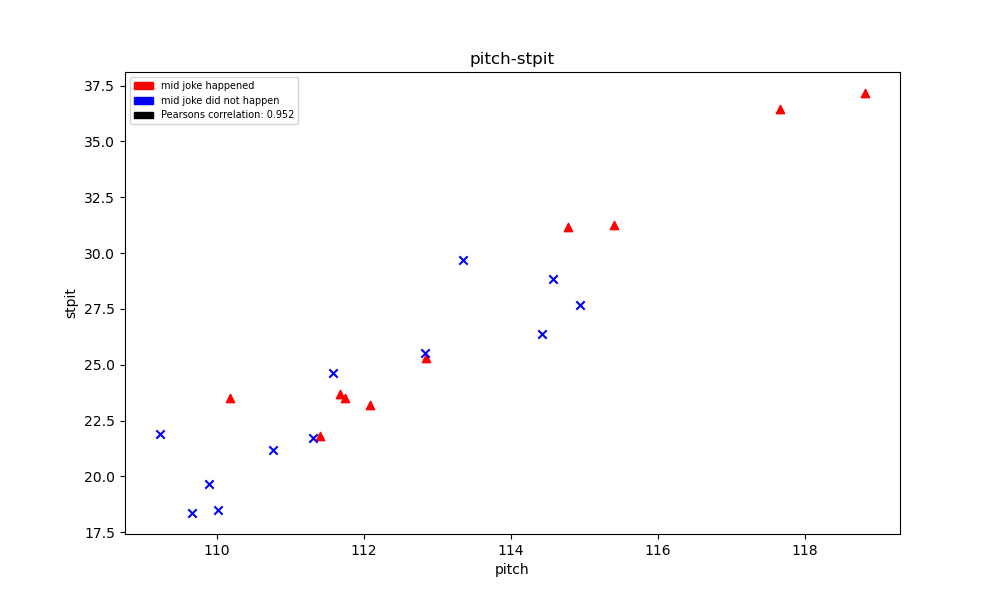 pitch-stpit
mid joke happened
mid joke did not happen
Pearsons correlation: 0.952
37.5
35.0
32.5
30.0
27.5
25.0
22.5
20.0
17.5
stpit
110 112 114 116 118
pitch